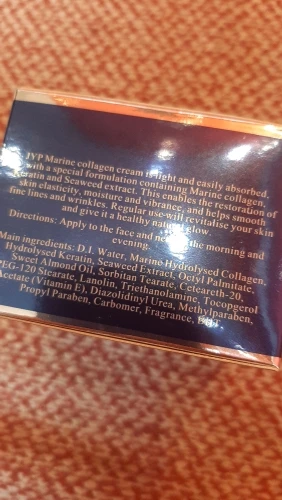 JYP Marine collagen cream is light and easily absorbed,
with a special formulation containing Marine collagen,
Keratin and Seaweed extract. This enables the restoration of
skin elasticity, moisture and vibrance, and helps smooth
fine lines and wrinkles. Regular use will revitalise your skin
and give it a healthy natural glow.
Directions: Apply to the face and the morning and
evening.
Main ingredients: D.I. Water, Marine Hydrolysed Collagen,
Hydrolysed Keratin, Seaweed Extract, Octyl Palmitate,
Sweet Almond Oil, Sorbitan Tearate, Ceteareth-20,
PEG-120 Stearate, Lanolin, Triethanolamine, Tocopgerol
Acetate (Vitamin E), Diazolidinyl Urea, Methylparaben,
Propyl Paraben, Carbomer, Fragrance,